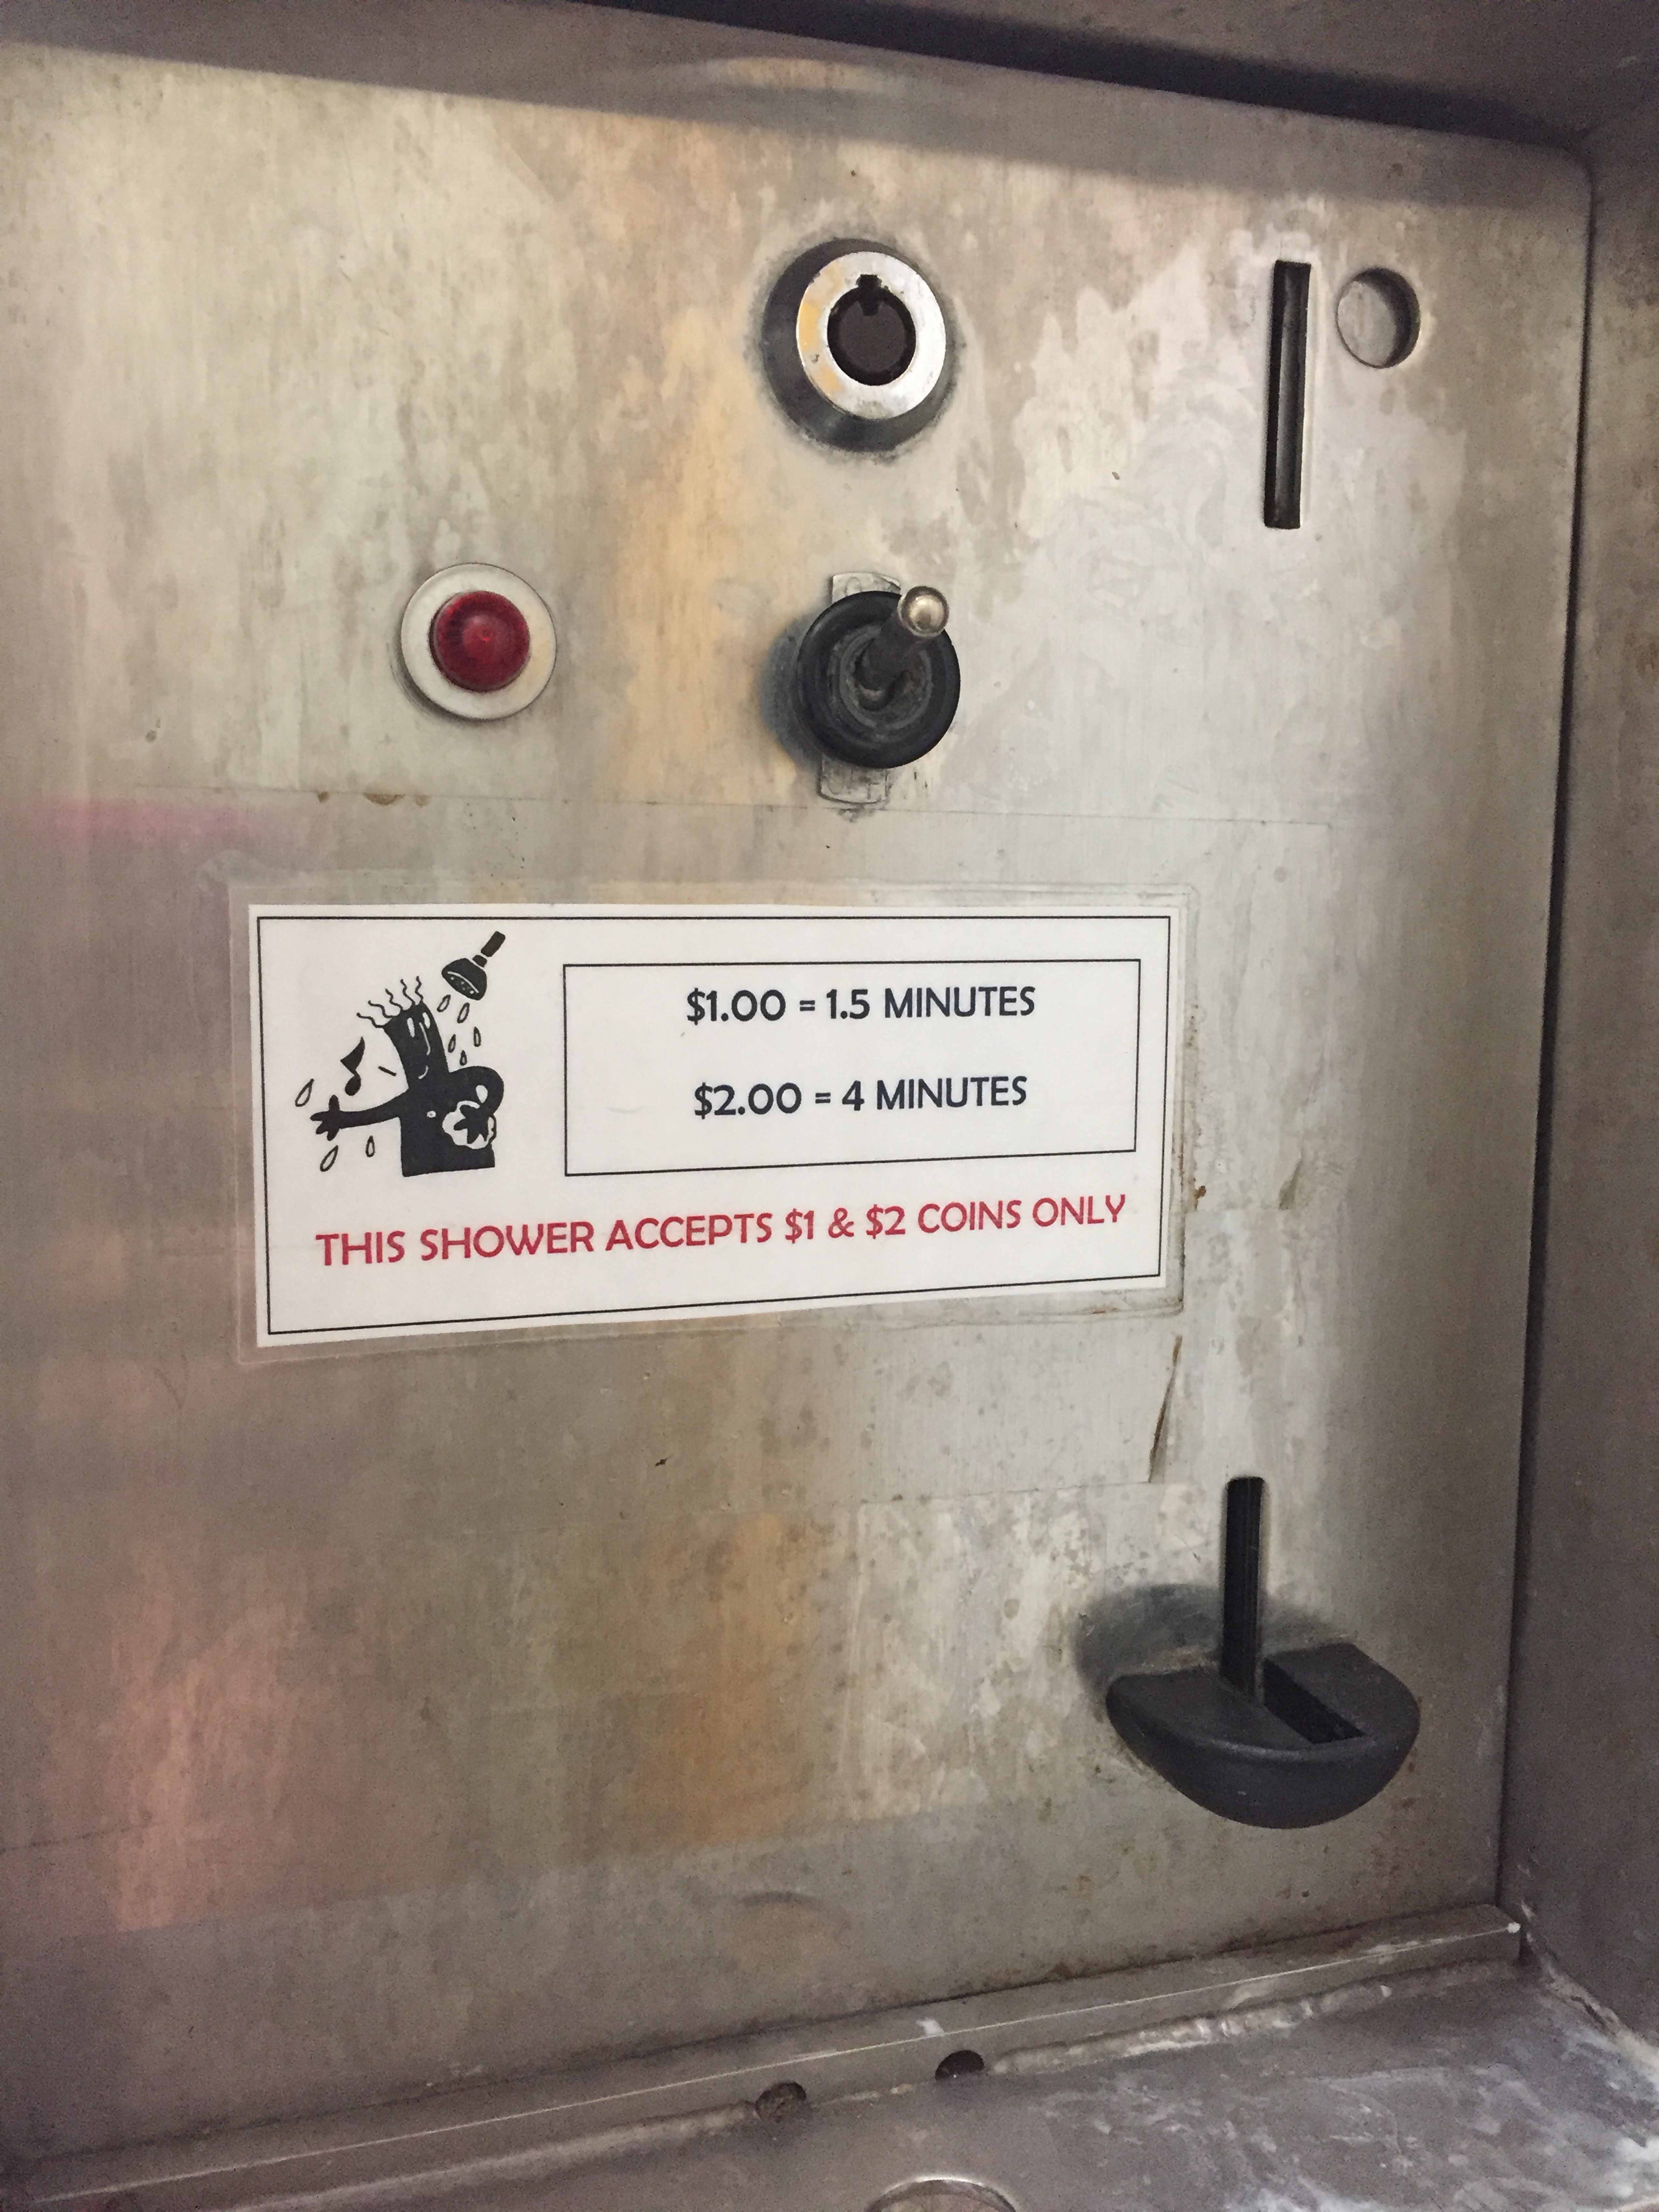 $1.00 = 1.5 MINUTES
$2.00 = 4 MINUTES
THIS SHOWER ACCEPTS $1 & $2 COINS ONLY